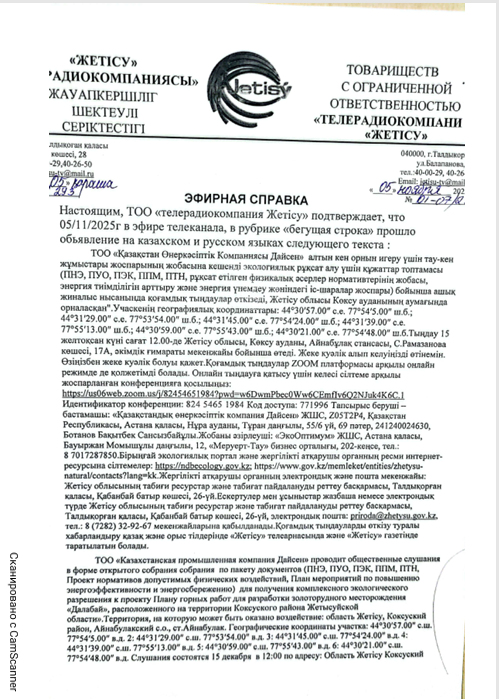 «ЖЕТІСУ»
РАДИОКОМПАНИЯСЫ»
ЖАУАПКЕРШІЛІГ
ШЕКТЕУЛІ
СЕРІКТЕСТІГІ
Jetisý
ТОВАРИЩЕСТВ
С ОГРАНИЧЕННОЙ
ОТВЕТСТВЕННОСТЬЮ
«ТЕЛЕРАДИОКОМПАНИ
«ЖЕТІСУ»
лдықорған қаласы
көшесі, 28
-29,40-26-50
su-tv@mail.ru
05 » қараша
293
040000, г.Талдыкор
ул.Балапанова,
тел.:40-00-29, 40-26
Email: jetisu-tv@mail
« 05 » ноября 202
№ 01-07/2
ЭФИРНАЯ СПРАВКА
Настоящим, ТОО «телерадиокомпания Жетісу» подтверждает, что
05/11/2025г в эфире телеканала, в рубрике «бегущая строка» прошло
объявление на казахском и русском языках следующего текста :
ТОО «Қазақстан Өнеркәсіптік Компаниясы Дайсен» алтын кен орнын игеру үшін тау-кен
жұмыстары жоспарының жобасына кешенді экологиялық рұқсат алу үшін құжаттар топтамасы
(ПНЭ, ПУО, ПЭК, ППМ, ПТН, рұқсат етілген физикалық әсерлер нормативтерінің жобасы,
энергия тиімділігін арттыру және энергия үнемдеу жөніндегі іс-шаралар жоспары) бойынша ашық
жиналыс нысанында қоғамдық тыңдаулар өткізеді, Жетісу облысы Көксу ауданының аумағында
орналасқан".Учаскенің географиялық координаттары: 44°30'57.00" с.е. 77°54'5.00" ш.б.;
44°31'29.00" с.е. 77°53'54.00" ш.б.; 44°31'45.00" с.е. 77°54'24.00" ш.б.; 44°31'39.00" с.е.
77°55'13.00" ш.б.; 44°30'59.00" с.е. 77°55'43.00" ш.б.; 44°30'21.00" с.е. 77°54'48.00" ш.б.Тыңдау 15
желтоқсан күні сағат 12.00-де Жетісу облысы, Көксу ауданы, Айнабұлақ стансасы, С.Рамазанова
көшесі, 17А, әкімдік ғимараты мекенжайы бойынша өтеді. Жеке куәлік алып келуіңізді өтінемін.
Өзіңізбен жеке куәлік болуы қажет.Қоғамдық тыңдаулар ZOOM платформасы арқылы онлайн
режимде де қолжетімді болады. Онлайн тыңдауға қатысу үшін келесі сілтеме арқылы
жоспарланған конференцияға қосылыңыз:
Идентификатор конференции: 824 5465 1984 Код доступа: 771996 Тапсырыс беруші –
бастамашы: «Қазақстандық өнеркәсіптік компания Дайсен» ЖШС, Z05T2P4, Қазақстан
Республикасы, Астана қаласы, Нұра ауданы, Тұран даңғылы, 55/6 үй, 69 пәтер, 241240024630,
Ботанов Бақытбек Сансызбайұлы.Жобаны әзірлеуші: «ЭкоОптимум» ЖШС, Астана қаласы,
Бауыржан Момышұлы даңғылы, 12, «Меруерт-Тау» бизнес орталығы, 202-кеңсе, тел.:
8 7017287850.Бірыңғай экологиялық портал және жергілікті атқарушы органның ресми интернет-
ресурсына сілтемелер: https://ndbecology.gov.kz; https://www.gov.kz/memleket/entities/zhetysu-
natural/contacts?lang=kk.Жергілікті атқарушы органның электрондық және пошта мекенжайы:
Жетісу облысының табиғи ресурстар және табиғат пайдалануды реттеу басқармасы, Талдықорған
қаласы, Қабанбай батыр көшесі, 26-үй.Ескертулер мен ұсыныстар жазбаша немесе электрондық
түрде Жетісу облысының табиғи ресурстар және табиғат пайдалануды реттеу басқармасы,
Талдықорған қаласы, Қабанбай батыр көшесі, 26-үй, электрондық пошта: priroda@zhetysu.gov.kz,
тел.: 8 (7282) 32-92-67 мекенжайларына қабылданады.Қоғамдық тыңдауларды өткізу туралы
хабарландыру қазақ және орыс тілдерінде «Жетісу» телеарнасында және «Жетісу» газетінде
таратылатын болады.
ТОО «Казахстанская промышленная компания Дайсен» проводит общественные слушания
в форме открытого собрания собрания по пакету документов (ПНЭ, ПУО, ПЭК, ППМ, ПТН,
Проект нормативов допустимых физических воздействий, План мероприятий по повышению
энергоэффективности и энергосбережению) для получения комплексного экологического
разрешения к проекту Плану горных работ для разработки золоторудного месторождения
«Далабай», расположенного на территории Коксуского района Жетысуйской
области».Территория, на которую может быть оказано воздействие: область Жетісу, Коксуский
район, Айнабулакский с.о., ст.Айнабулак. Географические координаты участка: 44°30'57.00" с.ш.
77°54'5.00" в.д. 2: 44°31'29.00" с.ш. 77°53'54.00" в.д. 3: 44°31'45.00" с.ш. 77°54'24.00" в.д. 4:
44°31'39.00" с.ш. 77°55'13.00" в.д. 5: 44°30'59.00" с.ш. 77°55'43.00" в.д. 6: 44°30'21.00" с.ш.
77°54'48.00" в.д. Слушания состоятся 15 декабря в 12:00 по адресу: Область Жетісу Коксуский
Сканировано с CamScanner